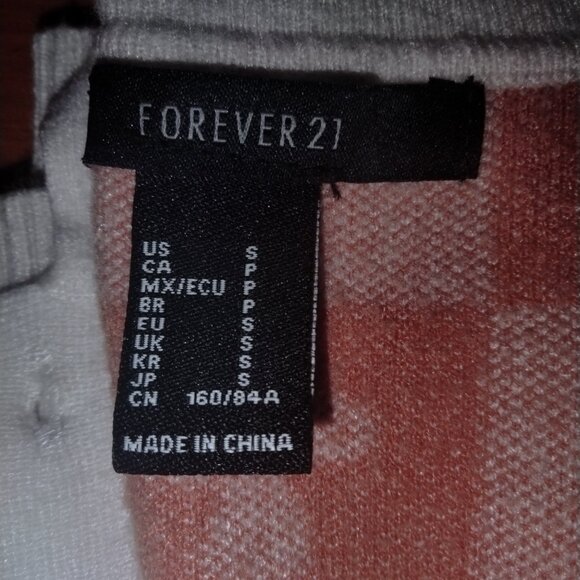 FOREVER 21
US S
CA P
MX/ECU P
BR P
EU S
UK S
KR S
JP S
CN 160/84A
MADE IN CHINA